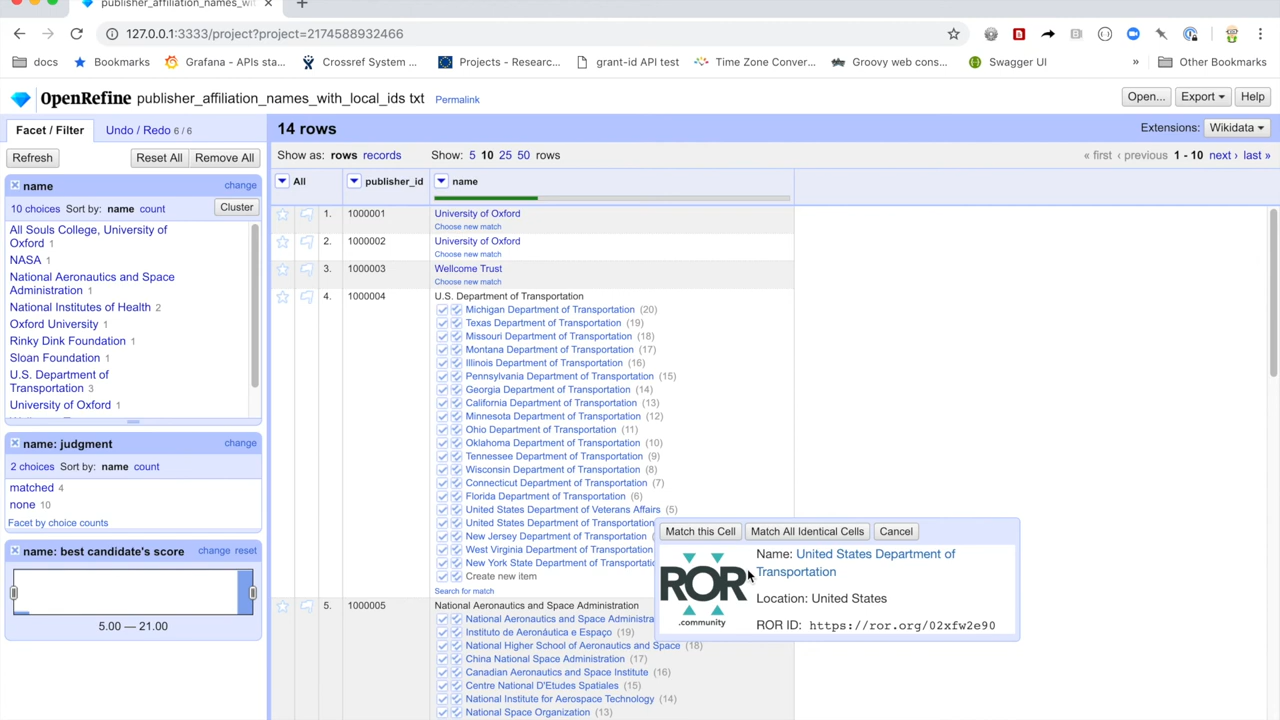 publisher_affiliation_names_wit
127.0.0.1:3333/project?project=2174588932466
docs Bookmarks Grafana - APIs sta... Crossref System ... Projects - Researc... grant-id API test Time Zone Conver... Groovy web cons... Swagger UI » Other Bookmarks
OpenRefine publisher_affiliation_names_with_local_ids txt Permalink Open... Export Help
Facet / Filter Undo / Redo 6 / 6
14 rows Extensions: Wikidata
Refresh Reset All Remove All
Show as: rows records Show: 5 10 25 50 rows « first ‹ previous 1 - 10 next › last »
name change
10 choices Sort by: name count Cluster
All Souls College, University of
Oxford 1
NASA 1
National Aeronautics and Space
Administration 1
National Institutes of Health 2
Oxford University 1
Rinky Dink Foundation 1
Sloan Foundation 1
U.S. Department of
Transportation 3
University of Oxford 1
name: judgment change
2 choices Sort by: name count
matched 4
none 10
Facet by choice counts
name: best candidate's score change reset
5.00 — 21.00
All publisher_id name
1. 1000001 University of Oxford
Choose new match
2. 1000002 University of Oxford
Choose new match
3. 1000003 Wellcome Trust
Choose new match
4. 1000004 U.S. Department of Transportation
Michigan Department of Transportation (20)
Texas Department of Transportation (19)
Missouri Department of Transportation (18)
Montana Department of Transportation (17)
Illinois Department of Transportation (16)
Pennsylvania Department of Transportation (15)
Georgia Department of Transportation (14)
California Department of Transportation (13)
Minnesota Department of Transportation (12)
Ohio Department of Transportation (11)
Oklahoma Department of Transportation (10)
Tennessee Department of Transportation (9)
Wisconsin Department of Transportation (8)
Connecticut Department of Transportation (7)
Florida Department of Transportation (6)
United States Department of Veterans Affairs (5)
United States Department of Transportation
New Jersey Department of Transportation
West Virginia Department of Transportation
New York State Department of Transportation
Create new item
Search for match
5. 1000005 National Aeronautics and Space Administration
National Aeronautics and Space Administra
Instituto de Aeronáutica e Espaço (19)
National Higher School of Aeronautics and Space (18)
China National Space Administration (17)
Canadian Aeronautics and Space Institute (16)
Centre National D'Etudes Spatiales (15)
National Institute for Aerospace Technology (14)
National Space Organization (13)
Match this Cell Match All Identical Cells Cancel
ROR
.community
Name: United States Department of
Transportation
Location: United States
ROR ID: https://ror.org/02xfw2e90